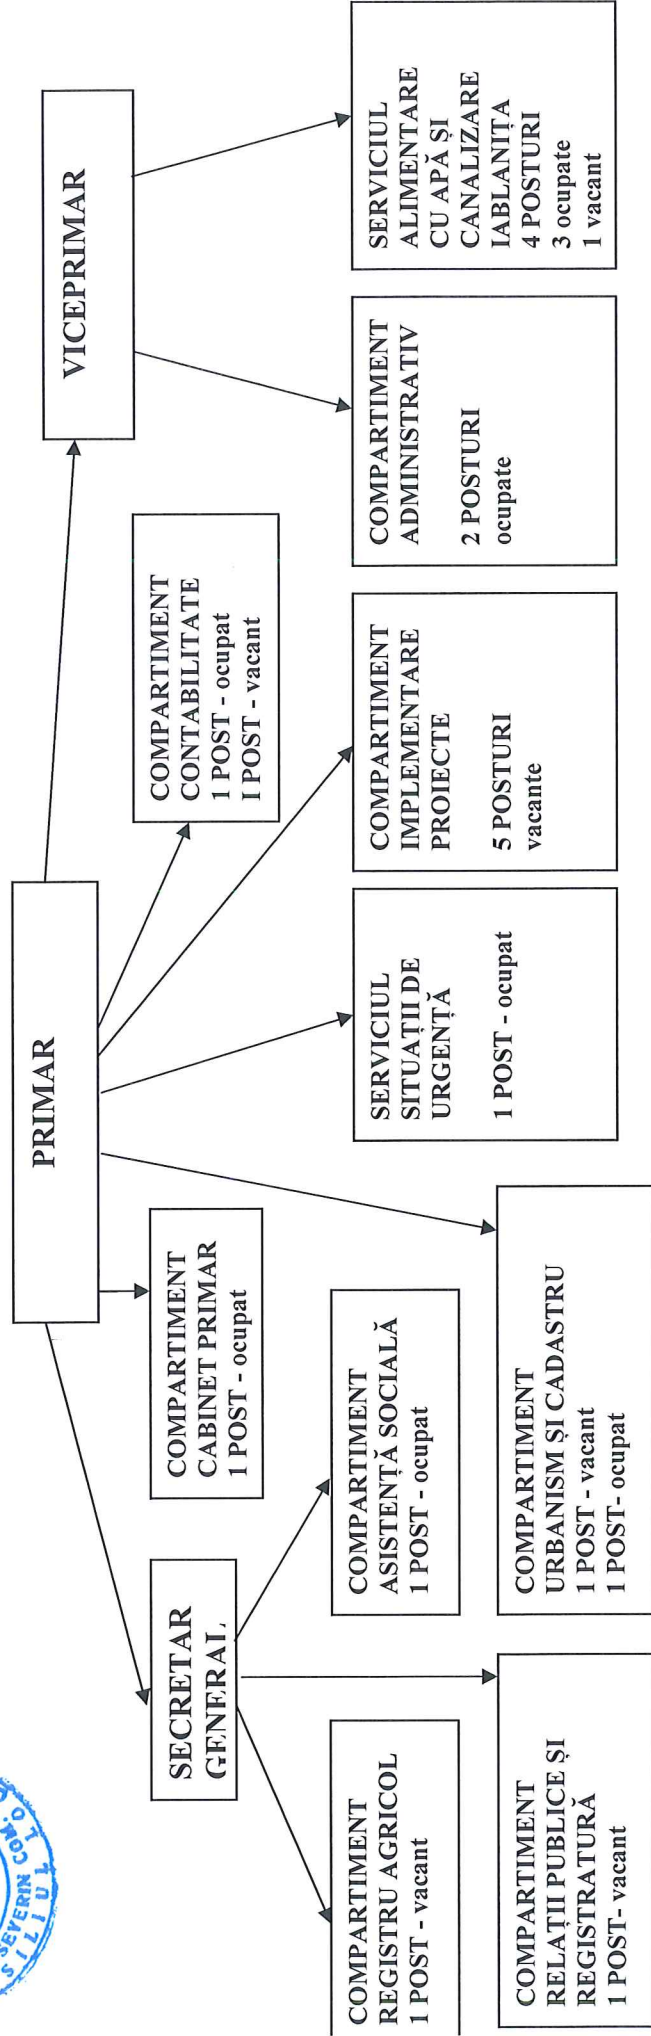 PRIMAR
VICEPRIMAR
SECRETAR
GENERAL
COMPARTIMENT
CABINET PRIMAR
1 POST - ocupat
COMPARTIMENT
CONTABILITATE
1 POST - ocupat
1 POST - vacant
COMPARTIMENT
REGISTRU AGRICOL
1 POST - vacant
COMPARTIMENT
ASISTENȚĂ SOCIALĂ
1 POST - ocupat
SERVICIUL
SITUAȚII DE
URGENȚĂ
1 POST - ocupat
COMPARTIMENT
IMPLEMENTARE
PROIECTE
5 POSTURI
vacante
COMPARTIMENT
ADMINISTRATIV
2 POSTURI
ocupate
SERVICIUL
ALIMENTARE
CU APĂ ȘI
CANALIZARE
IABLANIȚA
4 POSTURI
3 ocupate
1 vacant
COMPARTIMENT
RELAȚII PUBLICE ȘI
REGISTRATURĂ
1 POST- vacant
COMPARTIMENT
URBANISM ȘI CADASTRU
1 POST - vacant
1 POST- ocupat
SEVERIN COM.